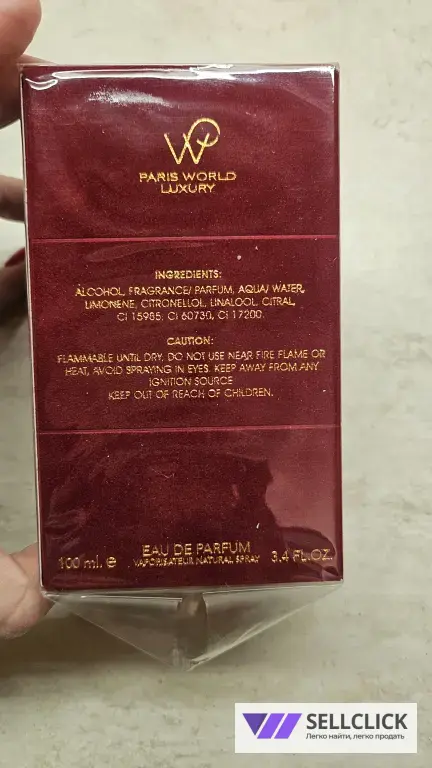 PARIS WORLD
LUXURY
INGREDIENTS:
ALCOHOL, FRAGRANCE/ PARFUM, AQUA/ WATER,
LIMONENE, CITRONELLOL, LINALOOL, CITRAL,
CI 15985; CI 60730, CI 17200.
CAUTION:
FLAMMABLE UNTIL DRY, DO NOT USE NEAR FIRE FLAME OR
HEAT, AVOID SPRAYING IN EYES. KEEP AWAY FROM ANY
IGNITION SOURCE
KEEP OUT OF REACH OF CHILDREN.
100 ml. e
EAU DE PARFUM
VAPORISATEUR NATURAL SPRAY
3.4 FL.OZ.
SELLCLICK
Легко найти, легко продать